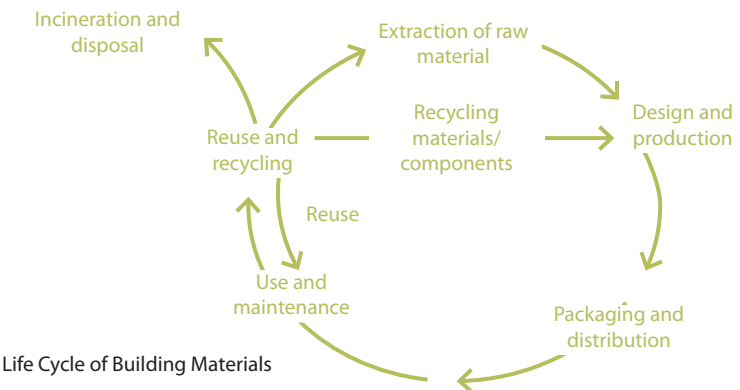 Incineration and
disposal
Extraction of raw
material
Recycling
materials/
components
Design and
production
Reuse and
recycling
Reuse
Use and
maintenance
Packaging and
distribution
Life Cycle of Building Materials